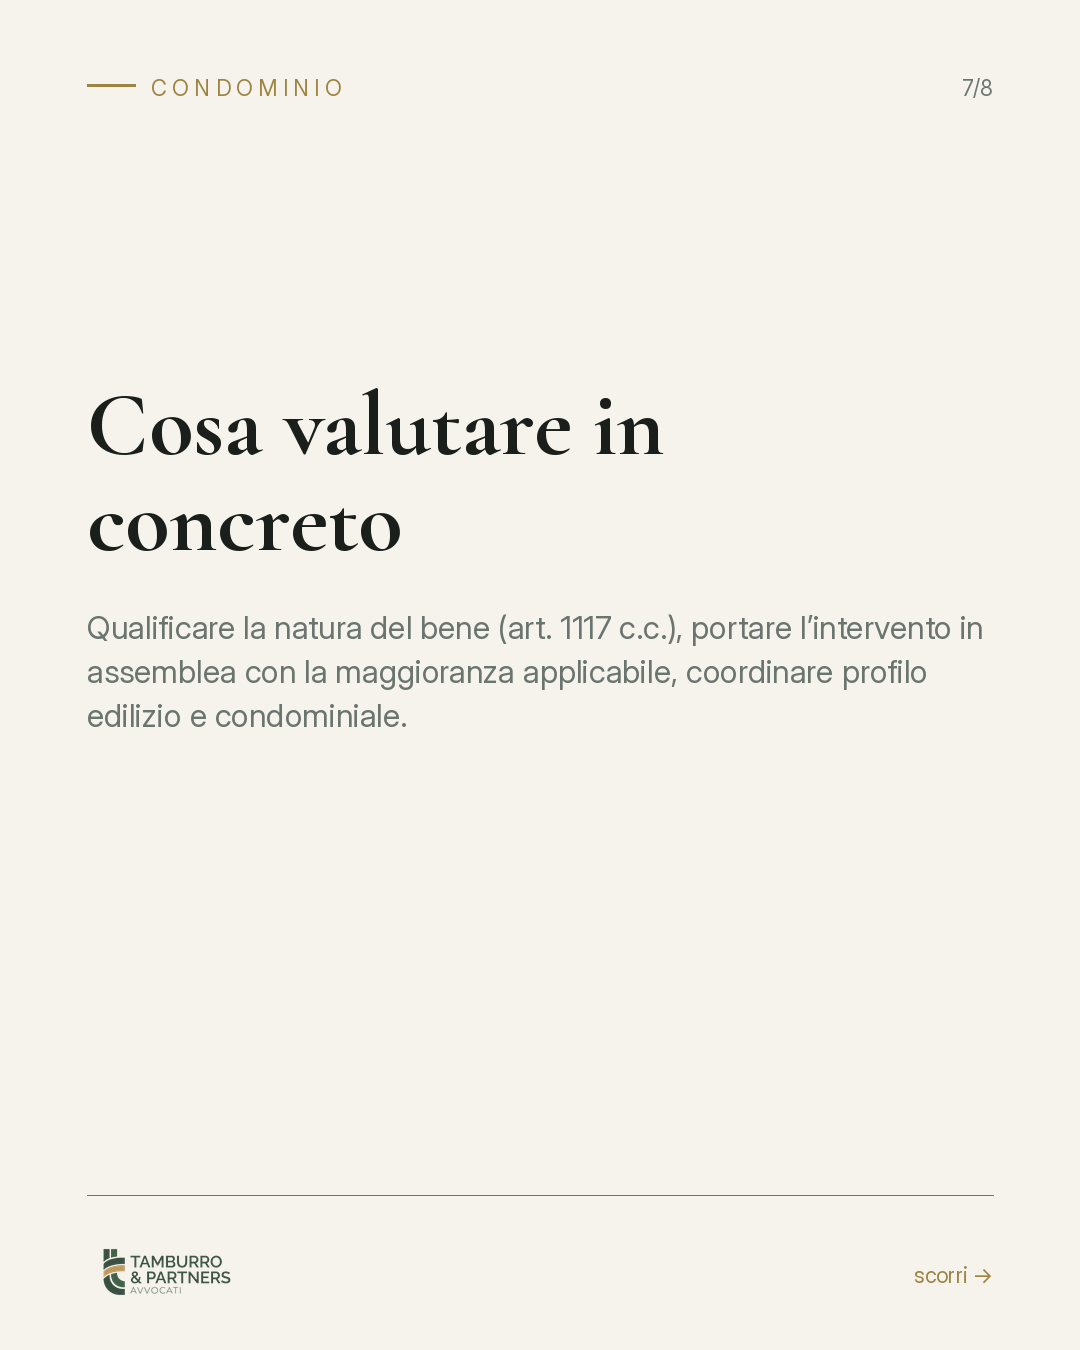 CONDOMINIO
7/8
Cosa valutare in
concreto
Qualificare la natura del bene (art. 1117 c.c.), portare l’intervento in
assemblea con la maggioranza applicabile, coordinare profilo
edilizio e condominiale.
TAMBURRO
& PARTNERS
AVVOCATI
scorri →